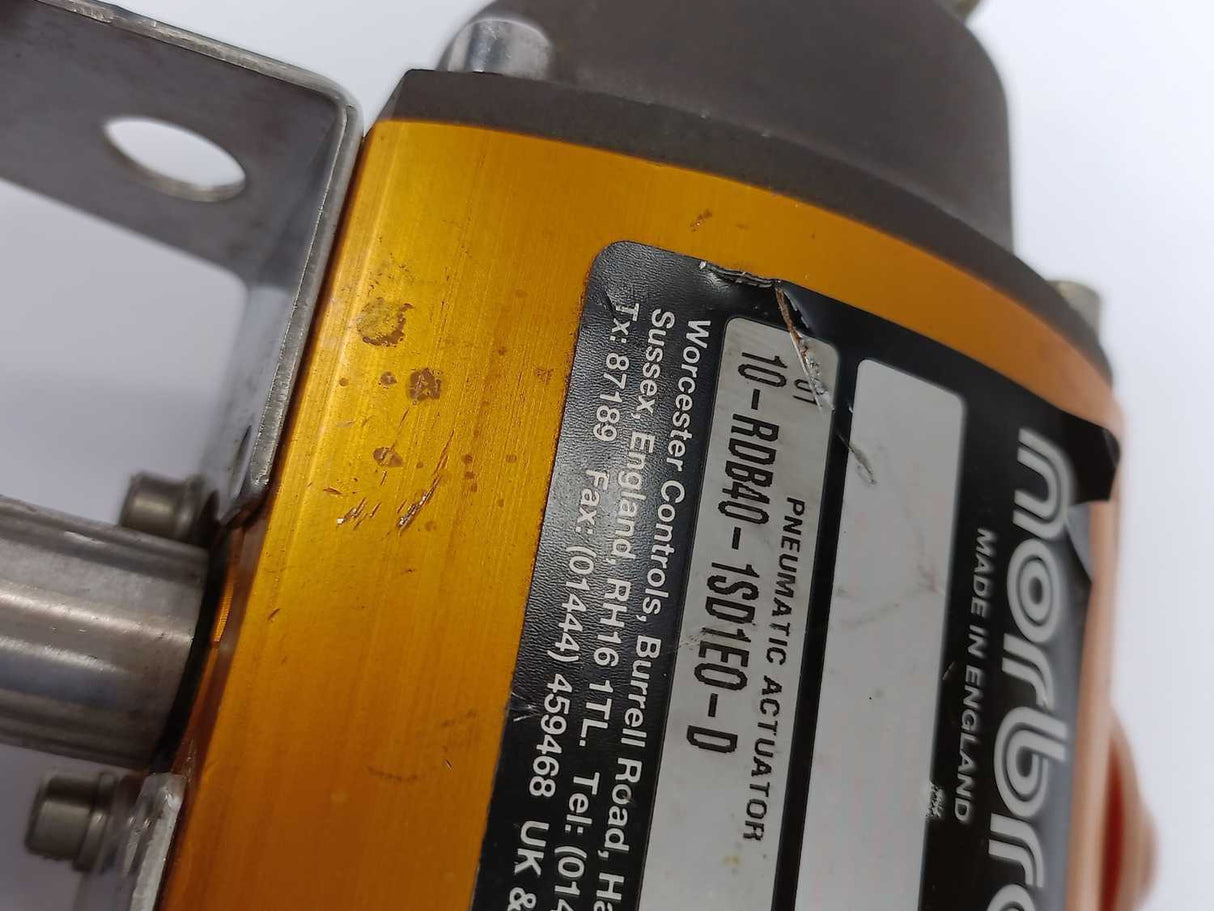 norbro
MADE IN ENGLAND
PNEUMATIC ACTUATOR
01
10-RDB40-1SD1E0-D
Worcester Controls, Burrell Road, Ha
Sussex, England, RH16 1TL. Tel: (014
Tx: 87189 Fax: (01444) 459468 UK &